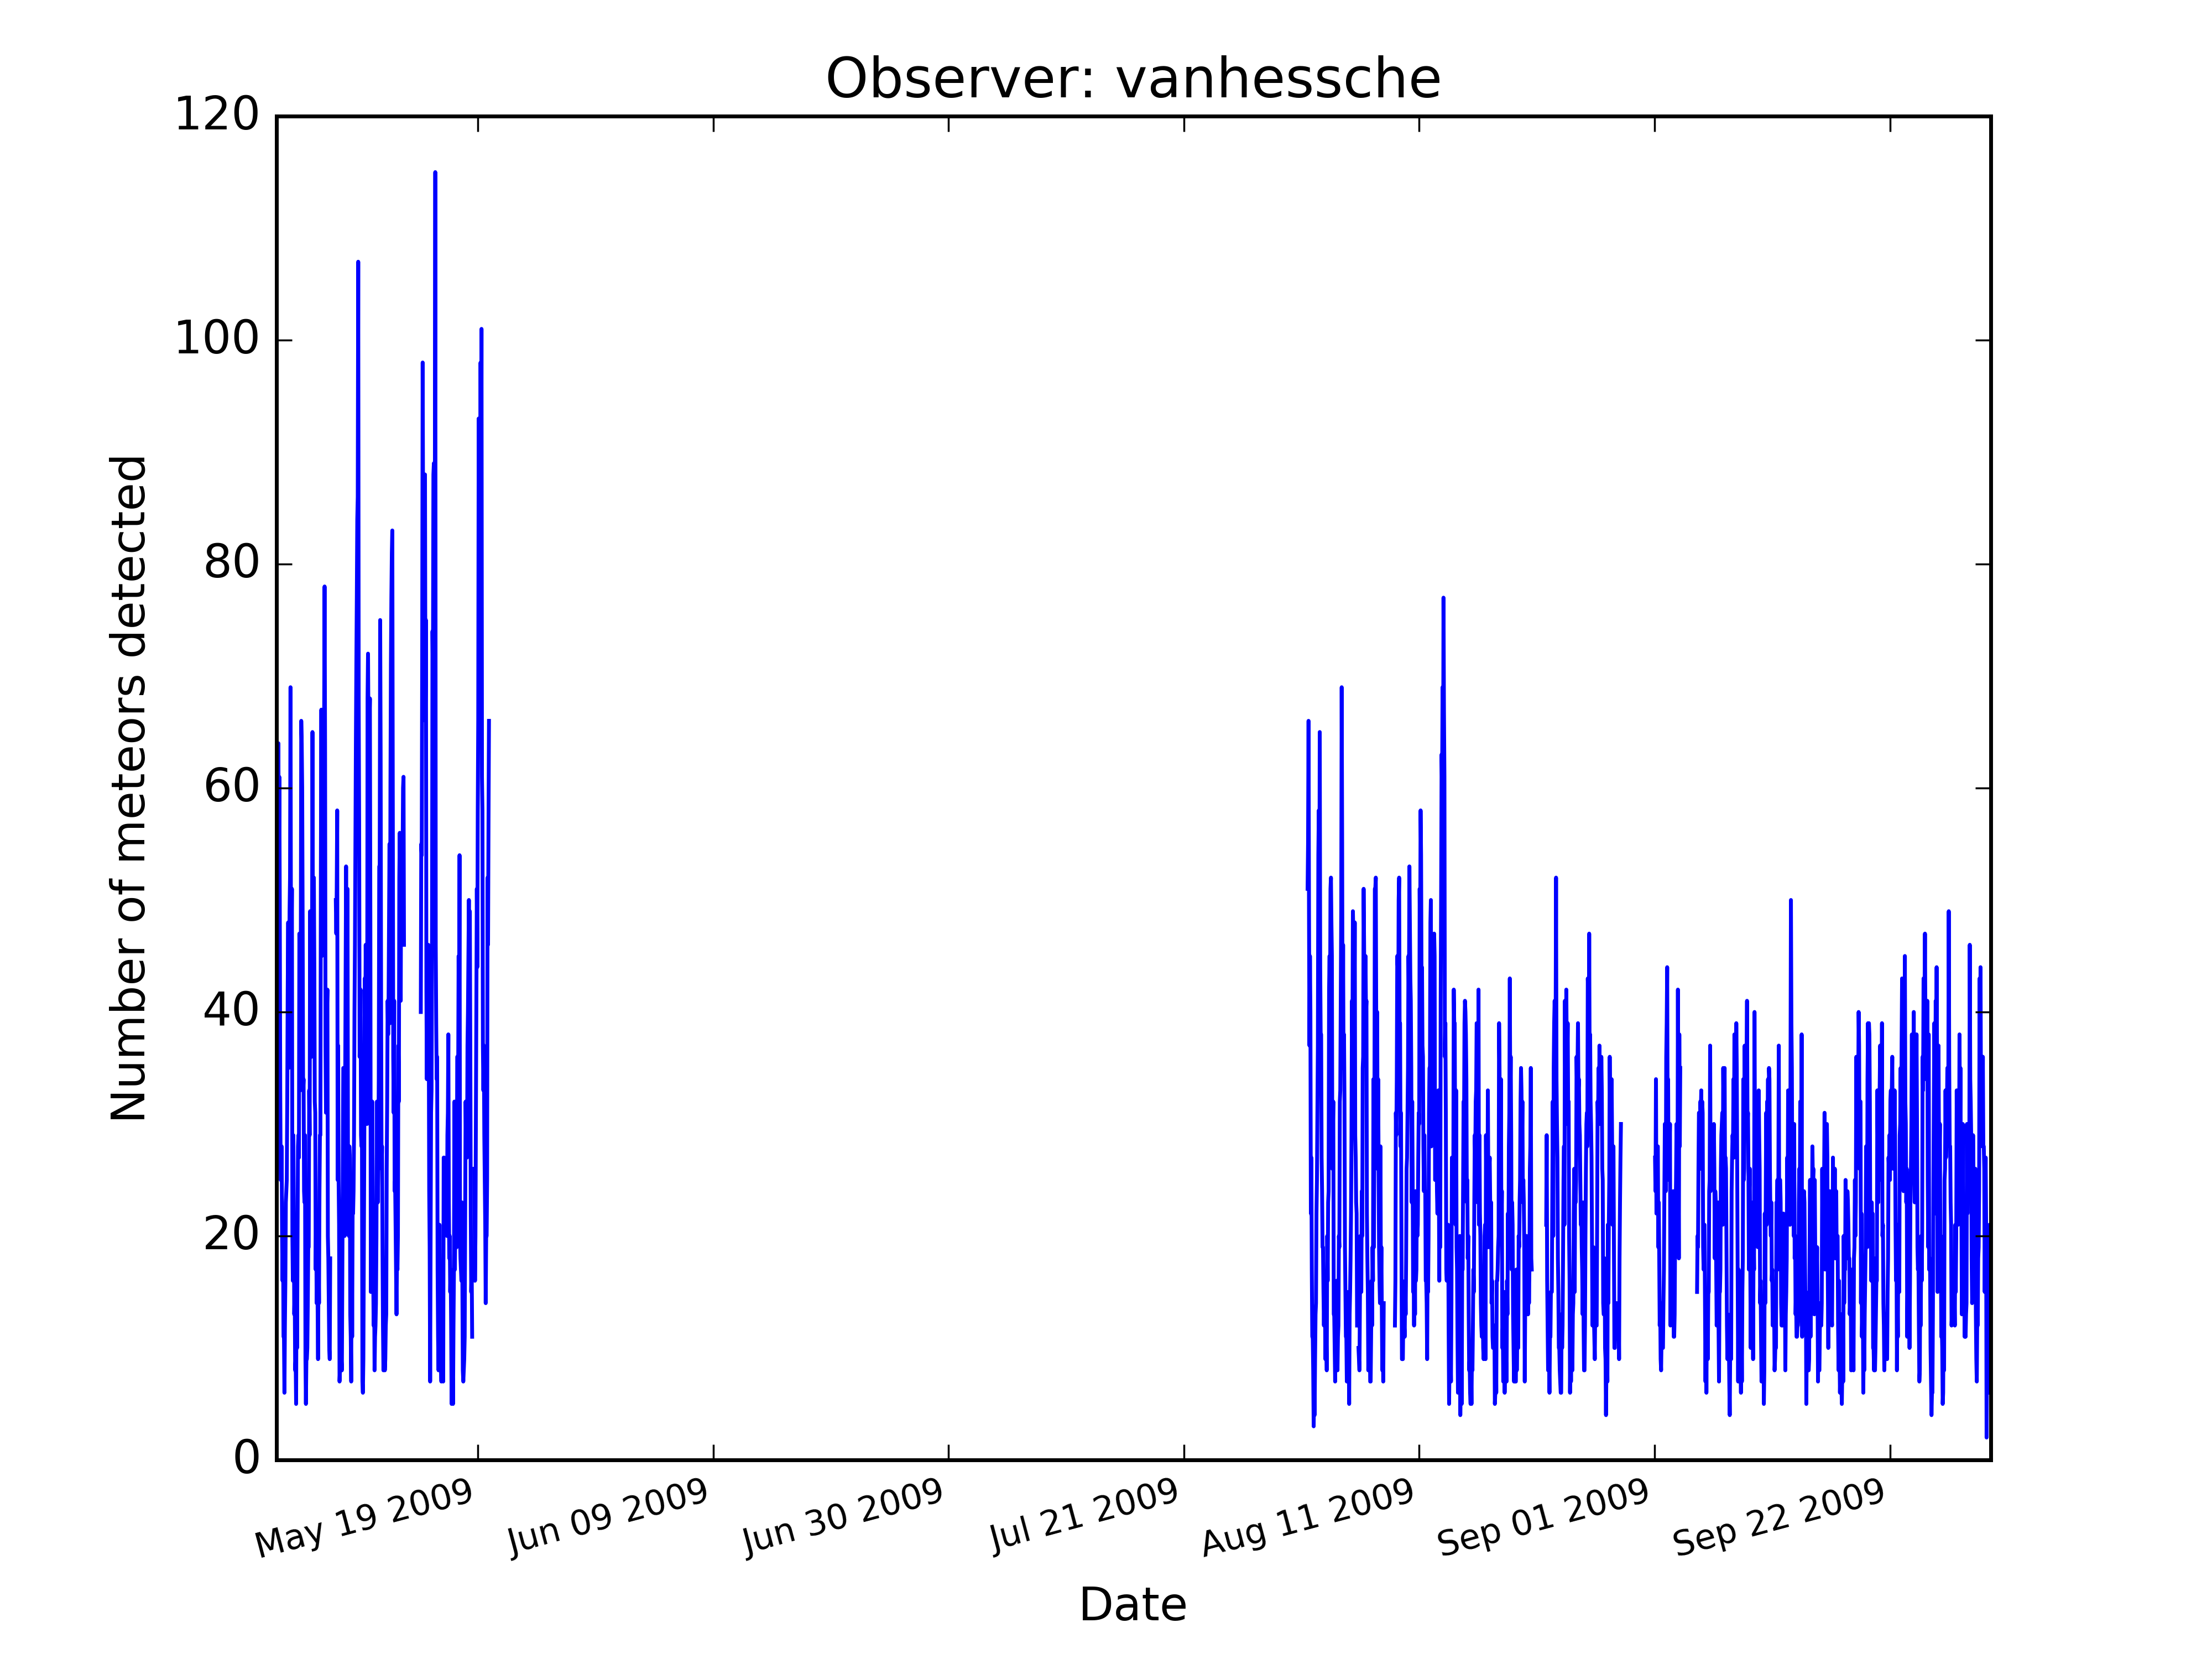 Observer: vanhessche
120
100
80
60
40
20
0
Number of meteors detected
May 19 2009
Jun 09 2009
Jun 30 2009
Jul 21 2009
Aug 11 2009
Sep 01 2009
Sep 22 2009
Date